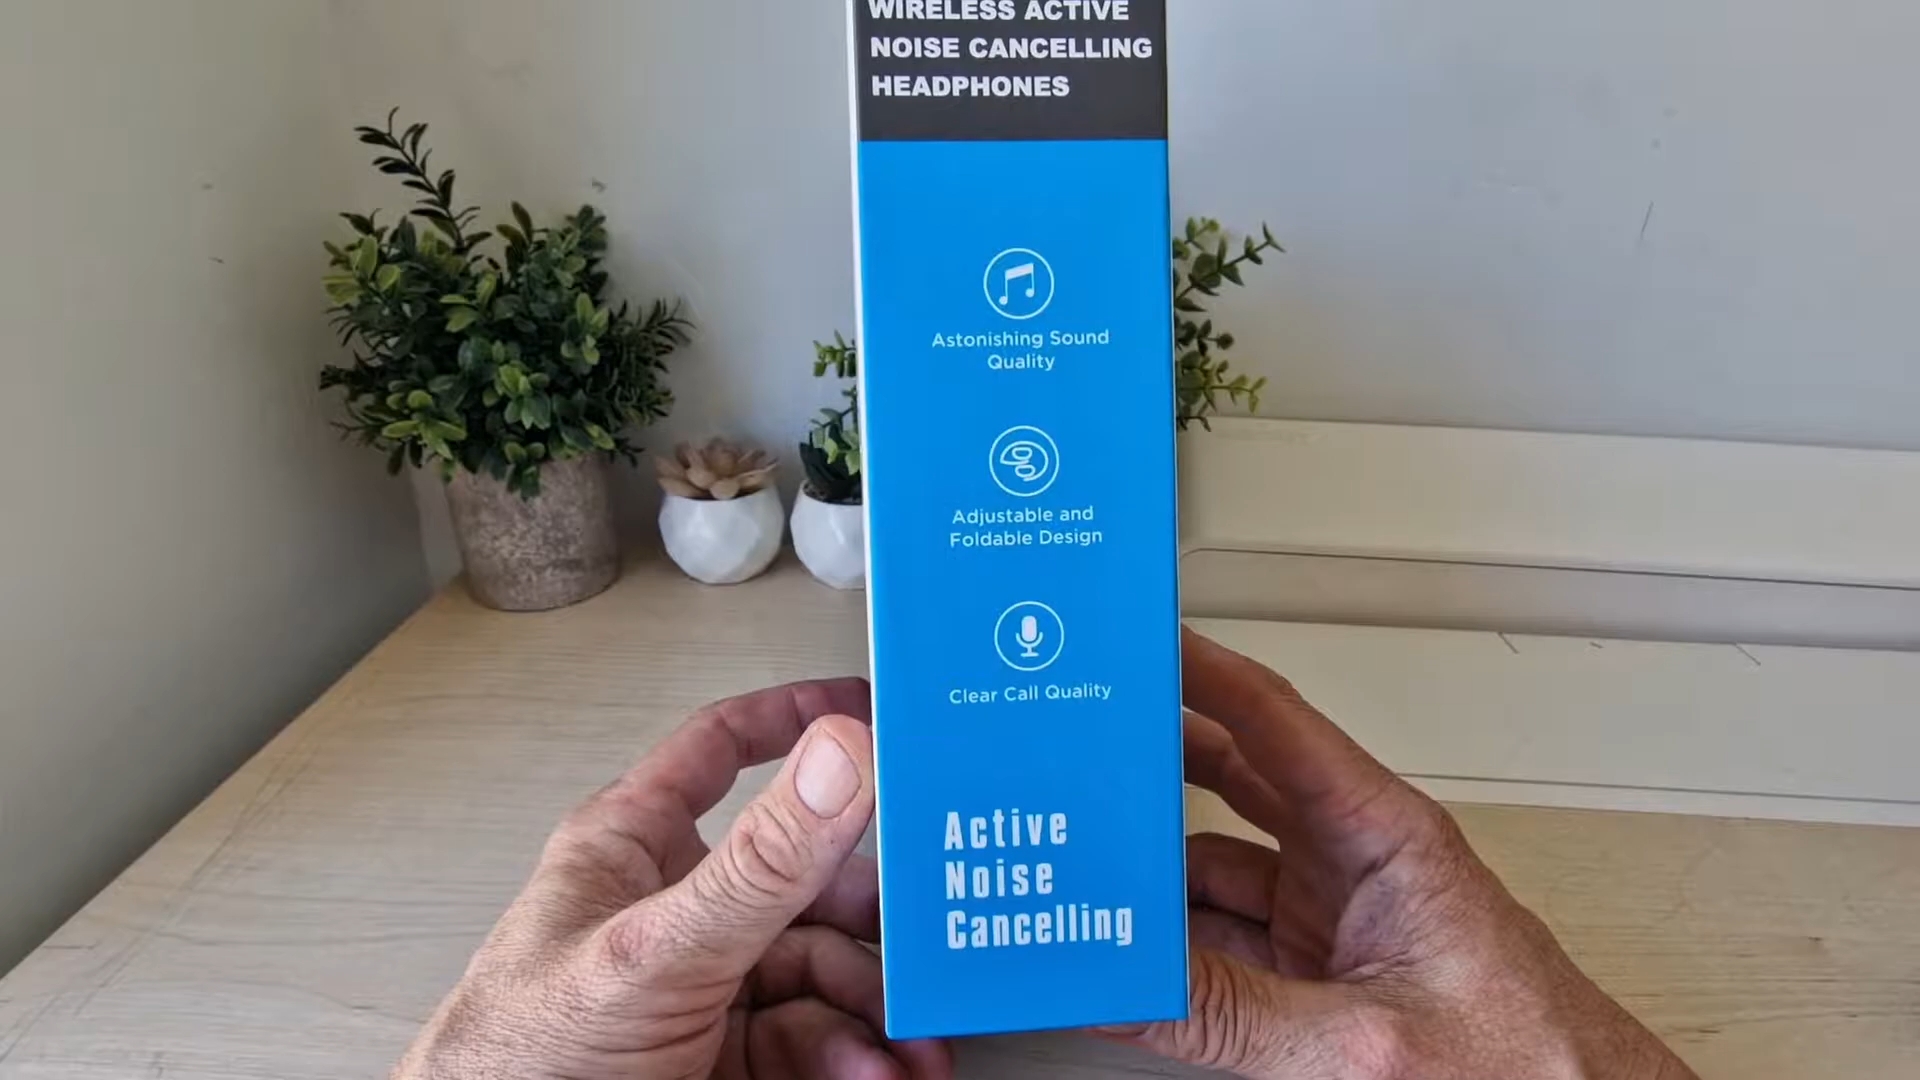 WIRELESS ACTIVE
NOISE CANCELLING
HEADPHONES
Astonishing Sound
Quality
Adjustable and
Foldable Design
Clear Call Quality
Active
Noise
Cancelling